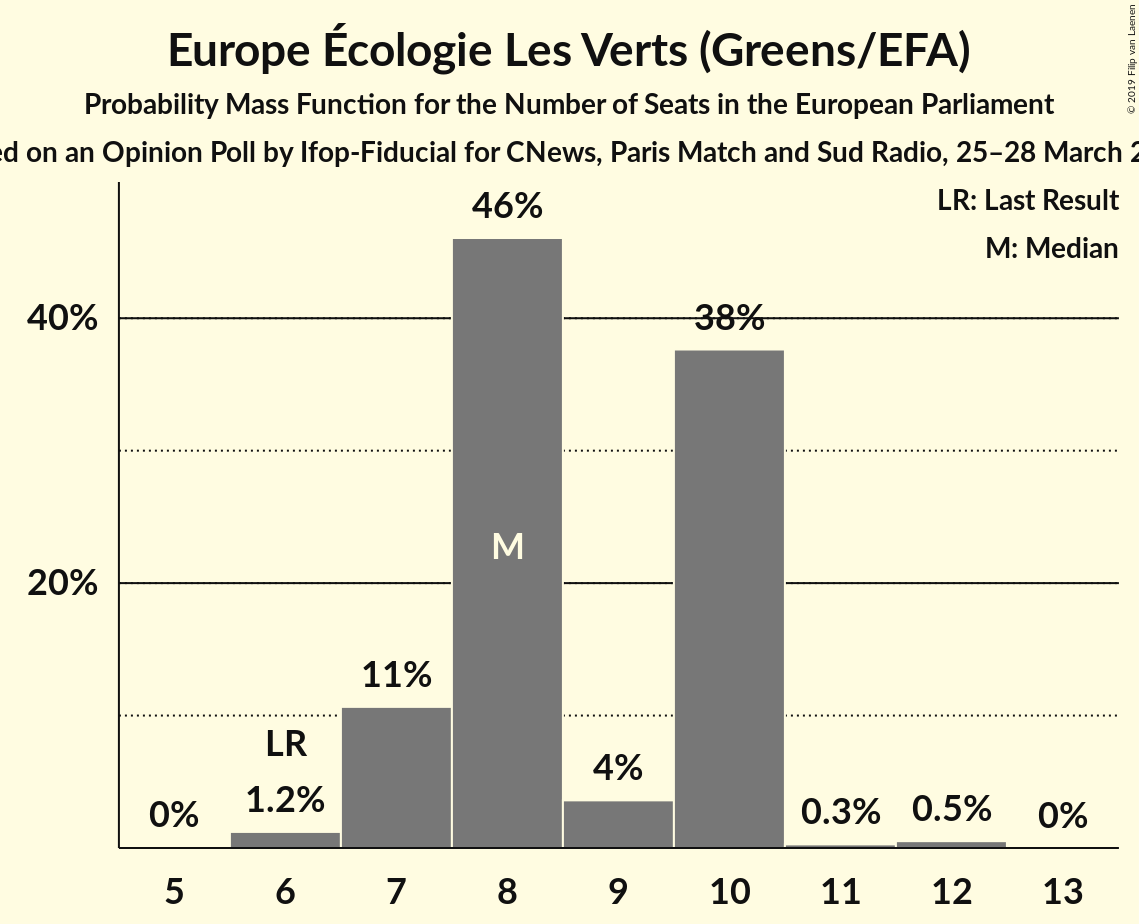 Europe Écologie Les Verts (Greens/EFA)
Probability Mass Function for the Number of Seats in the European Parliament
on an Opinion Poll by Ifop-Fiducial for CNews, Paris Match and Sud Radio, 25–28 March
© 2019 Filip van Laenen
LR: Last Result
M: Median
46%
40%
38%
M
20%
11%
LR
4%
1.2%
0%
0.3%
0.5%
0%
5 6 7 8 9 10 11 12 13